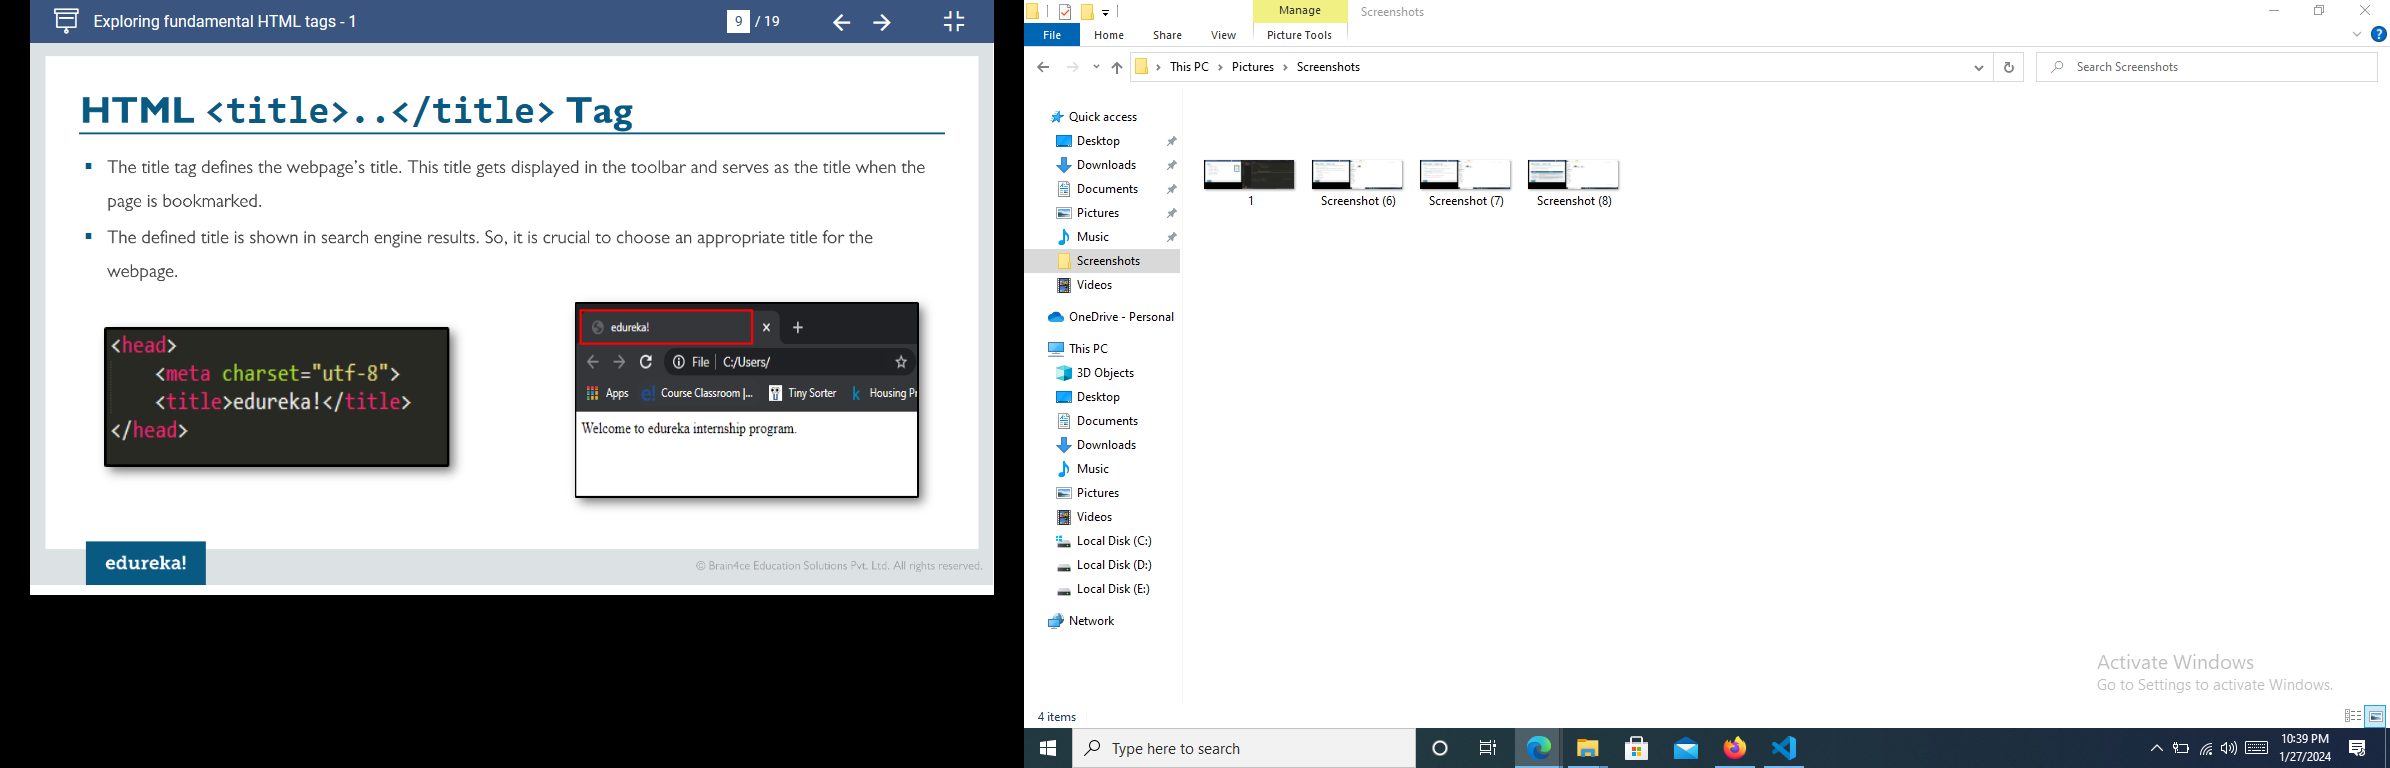 Exploring fundamental HTML tags - 1
9 / 19
HTML <title>..</title> Tag
The title tag defines the webpage's title. This title gets displayed in the toolbar and serves as the title when the
page is bookmarked.
The defined title is shown in search engine results. So, it is crucial to choose an appropriate title for the
webpage.
<head>
<meta charset="utf-8">
<title>edureka!</title>
</head>
edureka!
File C:/Users/
Apps e! Course Classroom |... Tiny Sorter k Housing Pr
Welcome to edureka internship program.
edureka!
© Brain4ce Education Solutions Pvt. Ltd. All rights reserved.
Manage Screenshots
File Home Share View Picture Tools
This PC Pictures Screenshots
Search Screenshots
Quick access
Desktop
Downloads
Documents
Pictures
Music
Screenshots
Videos
OneDrive - Personal
This PC
3D Objects
Desktop
Documents
Downloads
Music
Pictures
Videos
Local Disk (C:)
Local Disk (D:)
Local Disk (E:)
Network
1 Screenshot (6) Screenshot (7) Screenshot (8)
Activate Windows
Go to Settings to activate Windows.
4 items
Type here to search
10:39 PM
1/27/2024